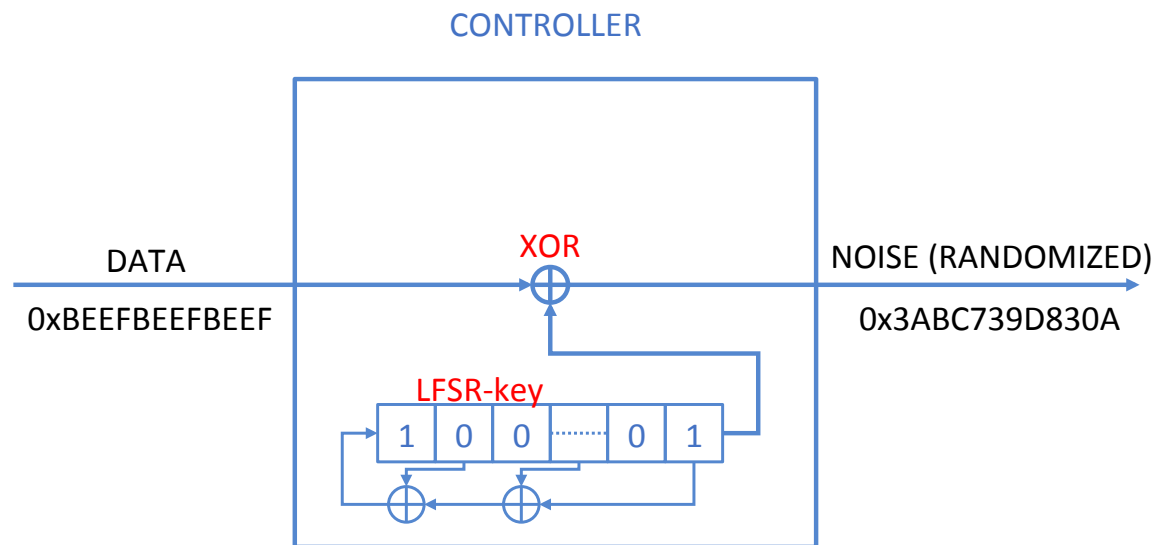 CONTROLLER
XOR
DATA
NOISE (RANDOMIZED)
0xBEEFBEEFBEEF
0x3ABC739D830A
LFSR-key
1 0 0 0 1